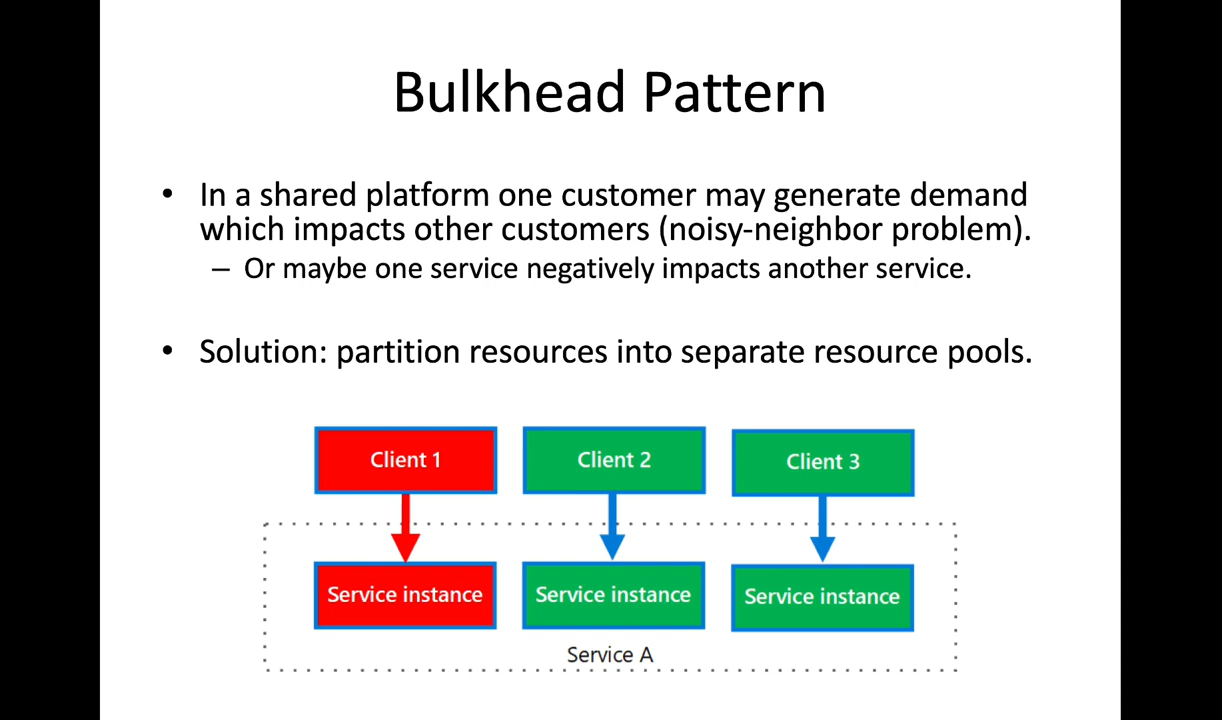 Bulkhead Pattern
• In a shared platform one customer may generate demand
which impacts other customers (noisy-neighbor problem).
– Or maybe one service negatively impacts another service.
• Solution: partition resources into separate resource pools.
Client 1
Client 2
Client 3
Service instance
Service instance
Service instance
Service A